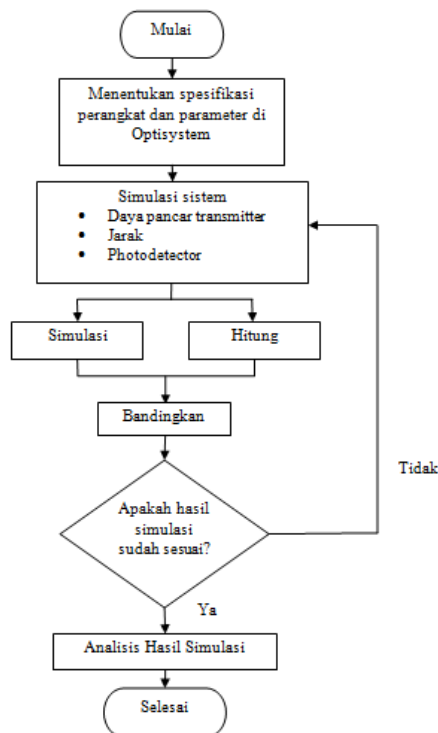 Mulai
Menentukan spesifikasi
perangkat dan parameter di
Optisystem
Simulasi sistem
• Daya pancar transmitter
• Jarak
• Photodetector
Simulasi
Hitung
Bandingkan
Tidak
Apakah hasil
simulasi
sudah sesuai?
Ya
Analisis Hasil Simulasi
Selesai